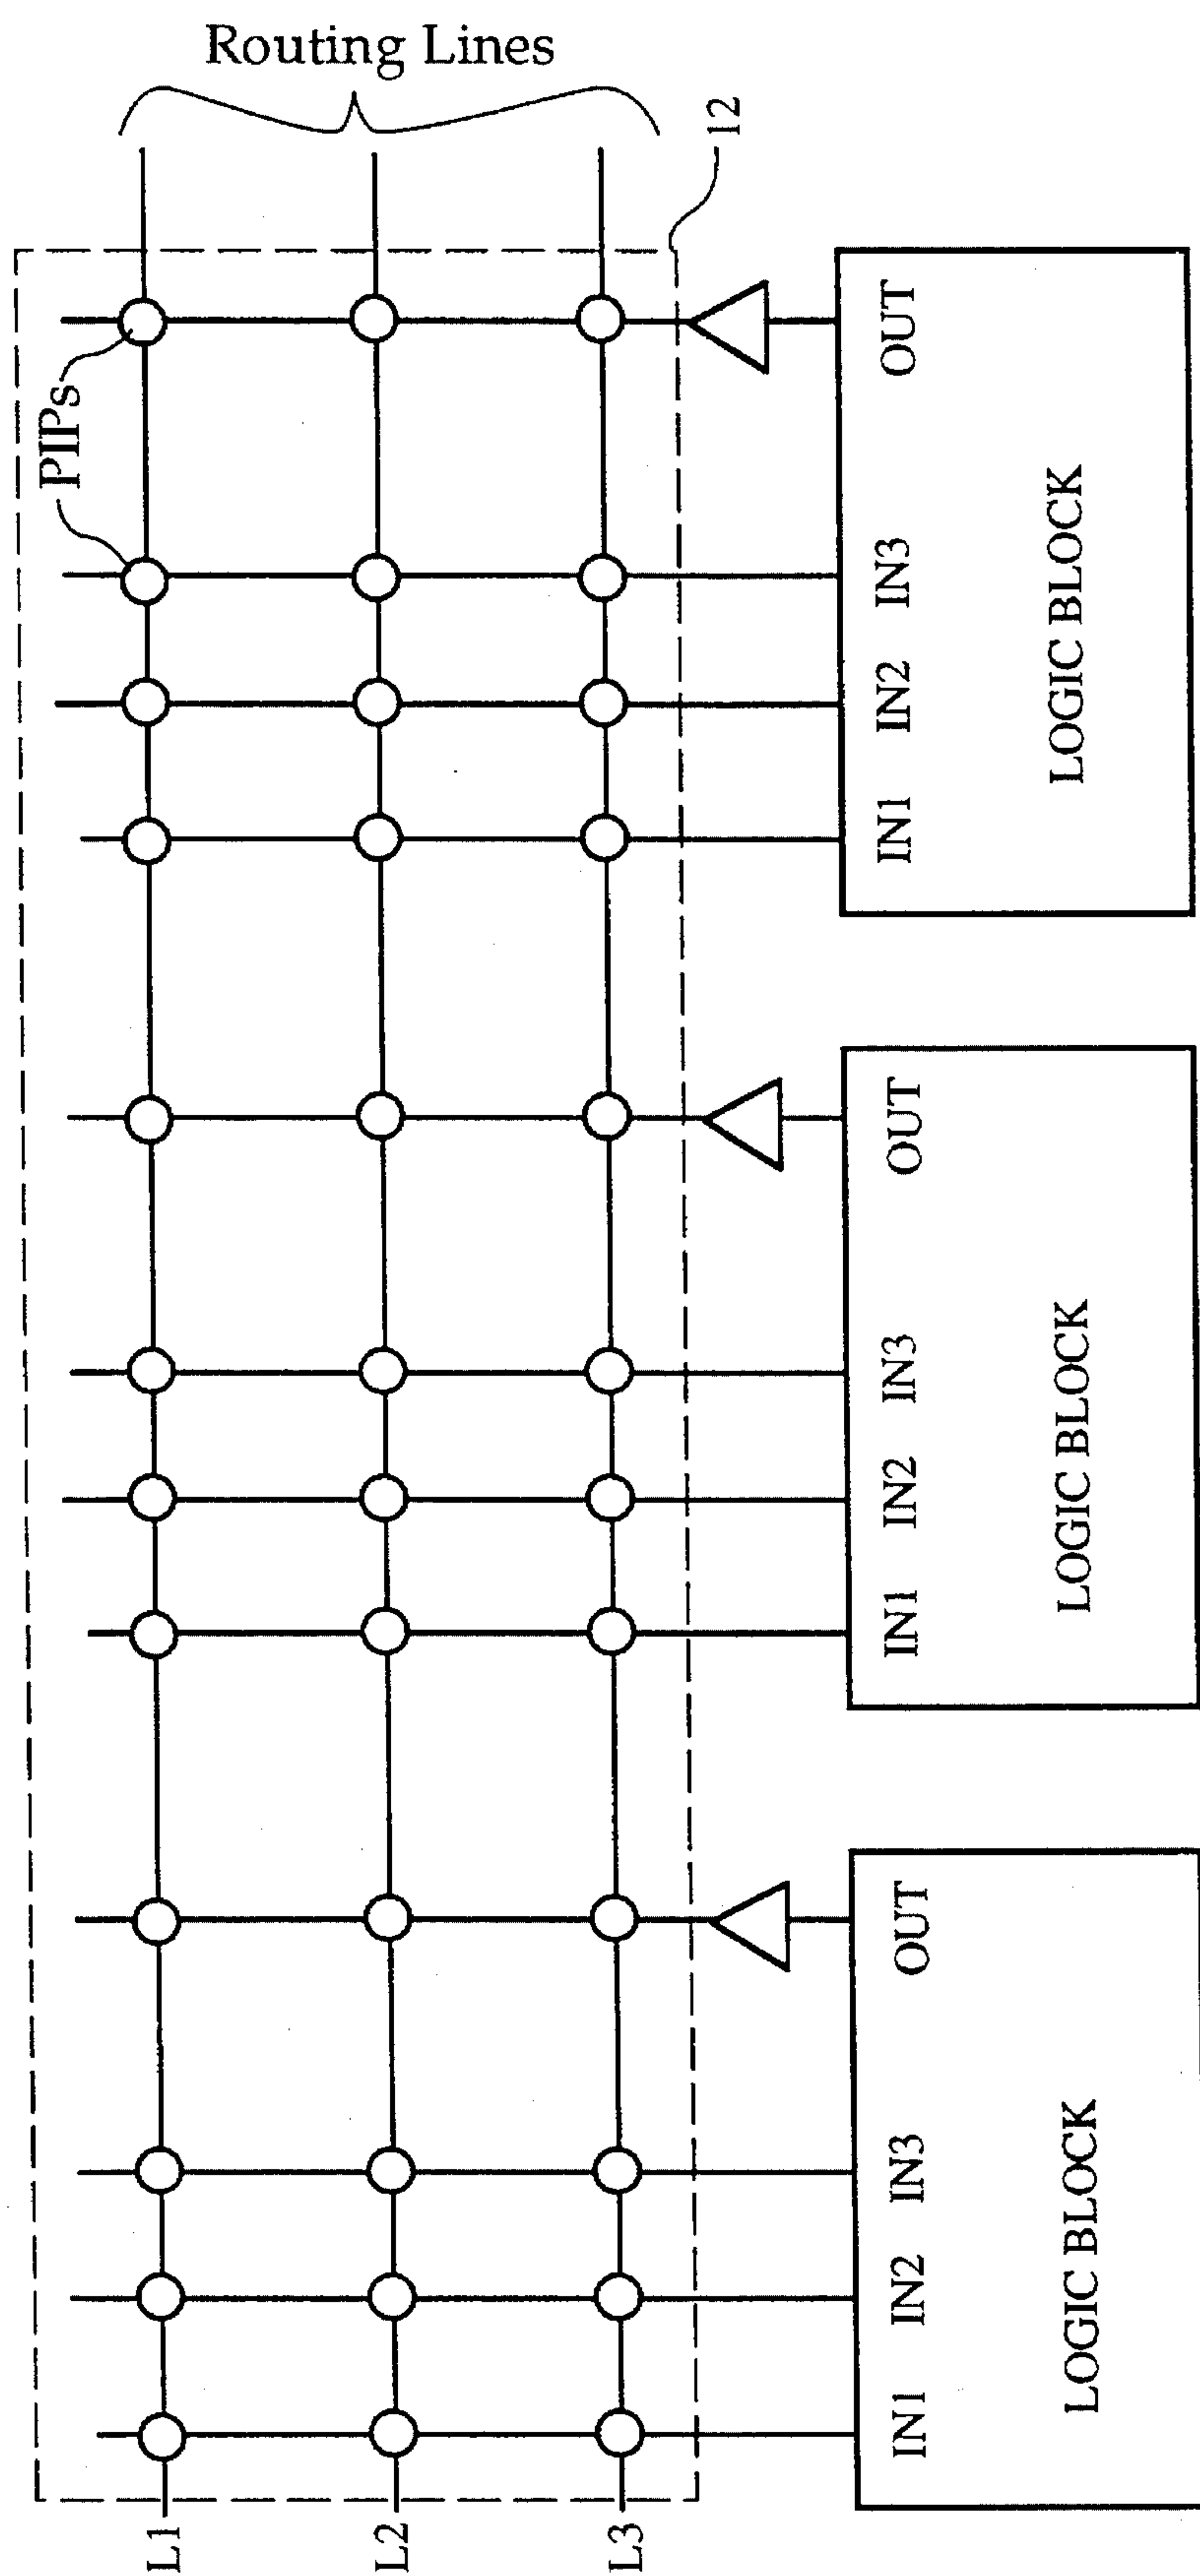 Routing Lines
12
PIPs
L1
L2
L3
IN1 IN2 IN3 OUT
LOGIC BLOCK
IN1 IN2 IN3 OUT
LOGIC BLOCK
IN1 IN2 IN3 OUT
LOGIC BLOCK